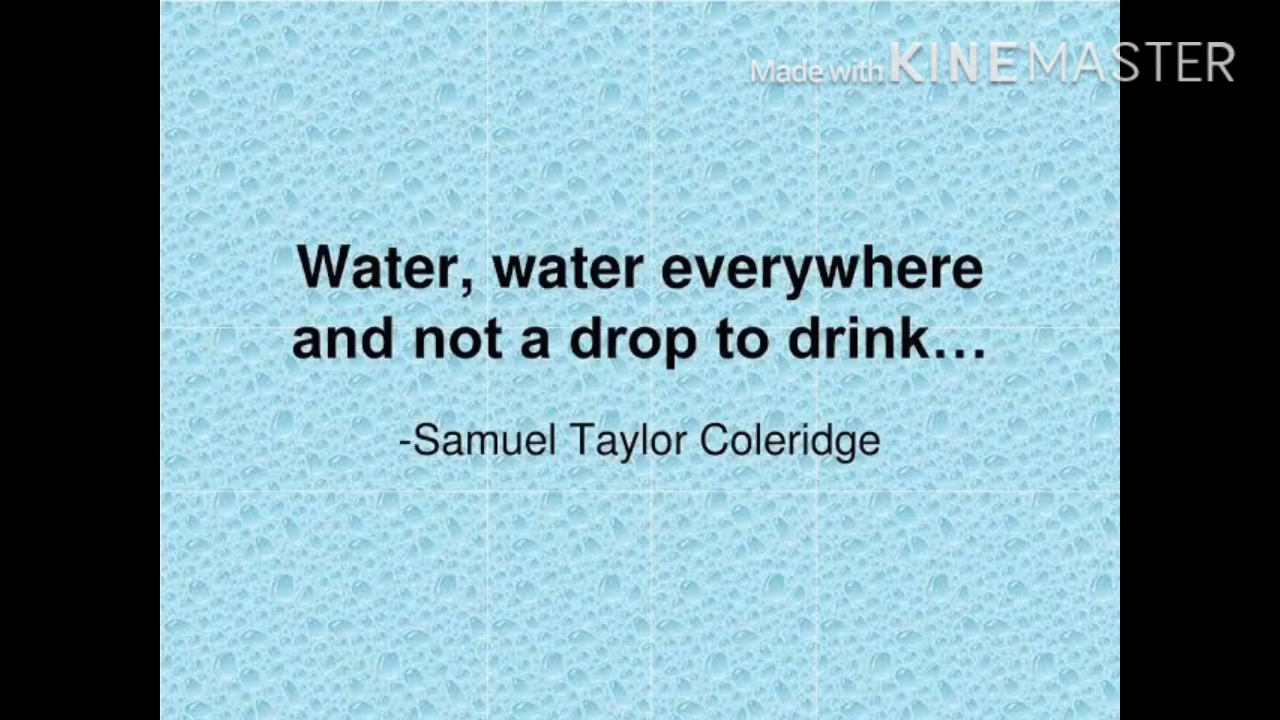 Made with KINEMASTER
Water, water everywhere
and not a drop to drink…
-Samuel Taylor Coleridge